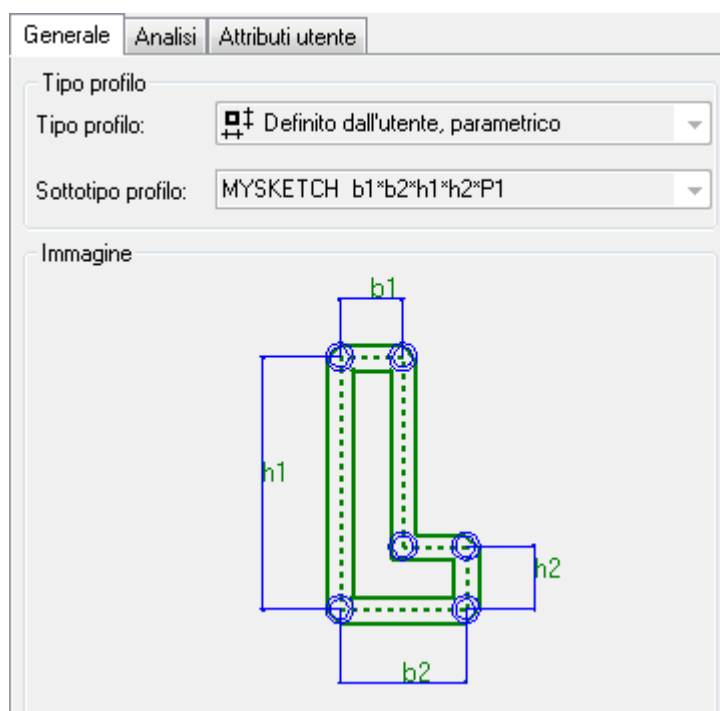 Generale Analisi Attributi utente
Tipo profilo
Tipo profilo: Definito dall'utente, parametrico
Sottotipo profilo: MYSKETCH b1*b2*h1*h2*P1
Immagine
b1
h1
h2
b2